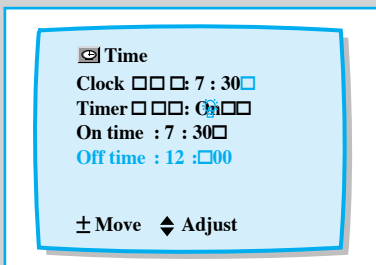 Time
Clock □□□: 7 : 30□
Timer □□□: On□□
On time : 7 : 30□
Off time : 12 :□00
± Move ◆ Adjust